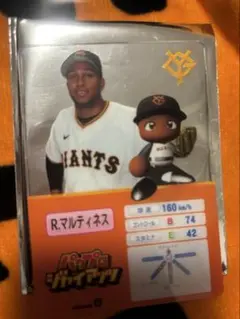 GIANTS
R.マルティネス
球速 160 km/h
コントロール 74
スタミナ 42
パワプロ
ジャイアンツ